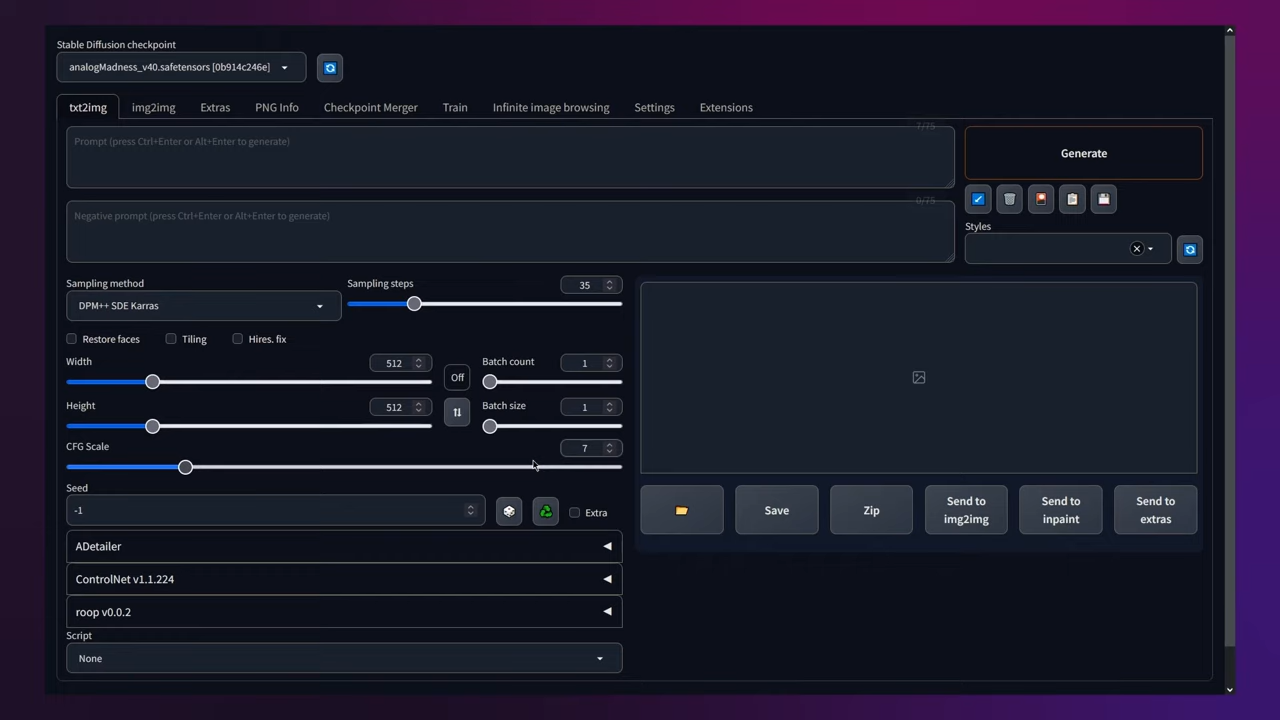 Stable Diffusion checkpoint
analogMadness_v40.safetensors [0b914c246e]
txt2img img2img Extras PNG Info Checkpoint Merger Train Infinite image browsing Settings Extensions
7/75
Prompt (press Ctrl+Enter or Alt+Enter to generate)
Generate
0/75
Negative prompt (press Ctrl+Enter or Alt+Enter to generate)
Styles
Sampling method
Sampling steps
35
DPM++ SDE Karras
Restore faces
Tiling
Hires. fix
Width
512
Off
Batch count
1
Height
512
Batch size
1
CFG Scale
7
Seed
-1
Extra
Save
Zip
Send to
img2img
Send to
inpaint
Send to
extras
ADetailer
ControlNet v1.1.224
roop v0.0.2
Script
None